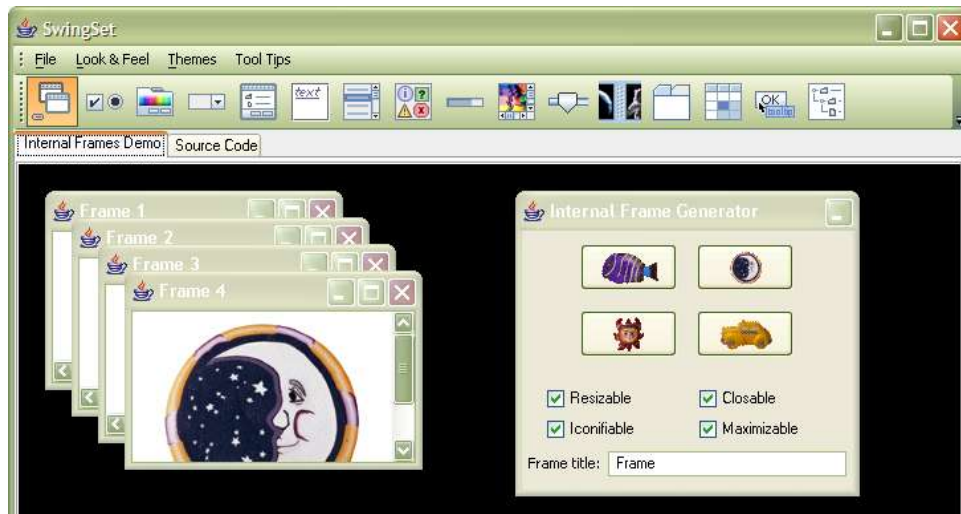 SwingSet
File Look & Feel Themes Tool Tips
text
OK
tooltip
Internal Frames Demo Source Code
Frame 1
Frame 2
Frame 3
Frame 4
Internal Frame Generator
Resizable Closable
Iconifiable Maximizable
Frame title: Frame